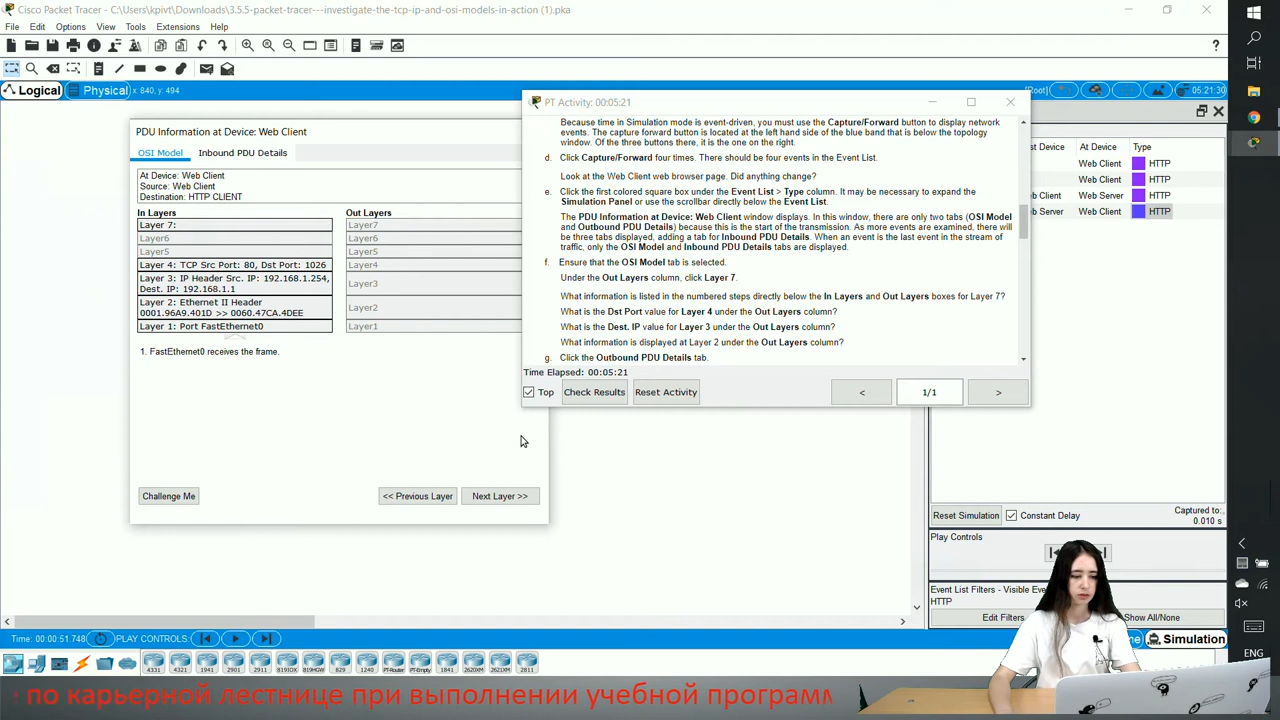 Cisco Packet Tracer - C:\Users\kpivt\Downloads\3.5.5-packet-tracer---investigate-the-tcp-ip-and-osi-models-in-action (1).pka
File Edit Options View Tools Extensions Help
?
Logical Physical x: 840, y: 494
[Root] 05:21:30
PDU Information at Device: Web Client
OSI Model Inbound PDU Details
At Device: Web Client
Source: Web Client
Destination: HTTP CLIENT
In Layers Out Layers
Layer 7: Layer7
Layer6 Layer6
Layer5 Layer5
Layer 4: TCP Src Port: 80, Dst Port: 1026 Layer4
Layer 3: IP Header Src. IP: 192.168.1.254, Dest. IP: 192.168.1.1 Layer3
Layer 2: Ethernet II Header 0001.96A9.401D >> 0060.47CA.4DEE Layer2
Layer 1: Port FastEthernet0 Layer1
1. FastEthernet0 receives the frame.
Challenge Me << Previous Layer Next Layer >>
PT Activity: 00:05:21
Because time in Simulation mode is event-driven, you must use the Capture/Forward button to display network
events. The capture forward button is located at the left hand side of the blue band that is below the topology
window. Of the three buttons there, it is the one on the right.
d. Click Capture/Forward four times. There should be four events in the Event List.
Look at the Web Client web browser page. Did anything change?
e. Click the first colored square box under the Event List > Type column. It may be necessary to expand the
Simulation Panel or use the scrollbar directly below the Event List.
The PDU Information at Device: Web Client window displays. In this window, there are only two tabs (OSI Model
and Outbound PDU Details) because this is the start of the transmission. As more events are examined, there will
be three tabs displayed, adding a tab for Inbound PDU Details. When an event is the last event in the stream of
traffic, only the OSI Model and Inbound PDU Details tabs are displayed.
f. Ensure that the OSI Model tab is selected.
Under the Out Layers column, click Layer 7.
What information is listed in the numbered steps directly below the In Layers and Out Layers boxes for Layer 7?
What is the Dst Port value for Layer 4 under the Out Layers column?
What is the Dest. IP value for Layer 3 under the Out Layers column?
What information is displayed at Layer 2 under the Out Layers column?
g. Click the Outbound PDU Details tab.
Time Elapsed: 00:05:21
Top Check Results Reset Activity < 1/1 >
st Device At Device Type
Web Client HTTP
Web Client HTTP
b Client Web Server HTTP
b Server Web Client HTTP
Reset Simulation Constant Delay Captured to:
0.010 s
Play Controls
Event List Filters - Visible Eve
HTTP
Edit Filters Show All/None
Time: 00:00:51.748 PLAY CONTROLS: me Simulation
4331 4321 1941 2901 2911 819IOX 819HGW 829 1240 PT-Router PT-Empty 1841 2620XM 2621XM 2811
ENG
по карьерной лестнице при выполнении учебной програм